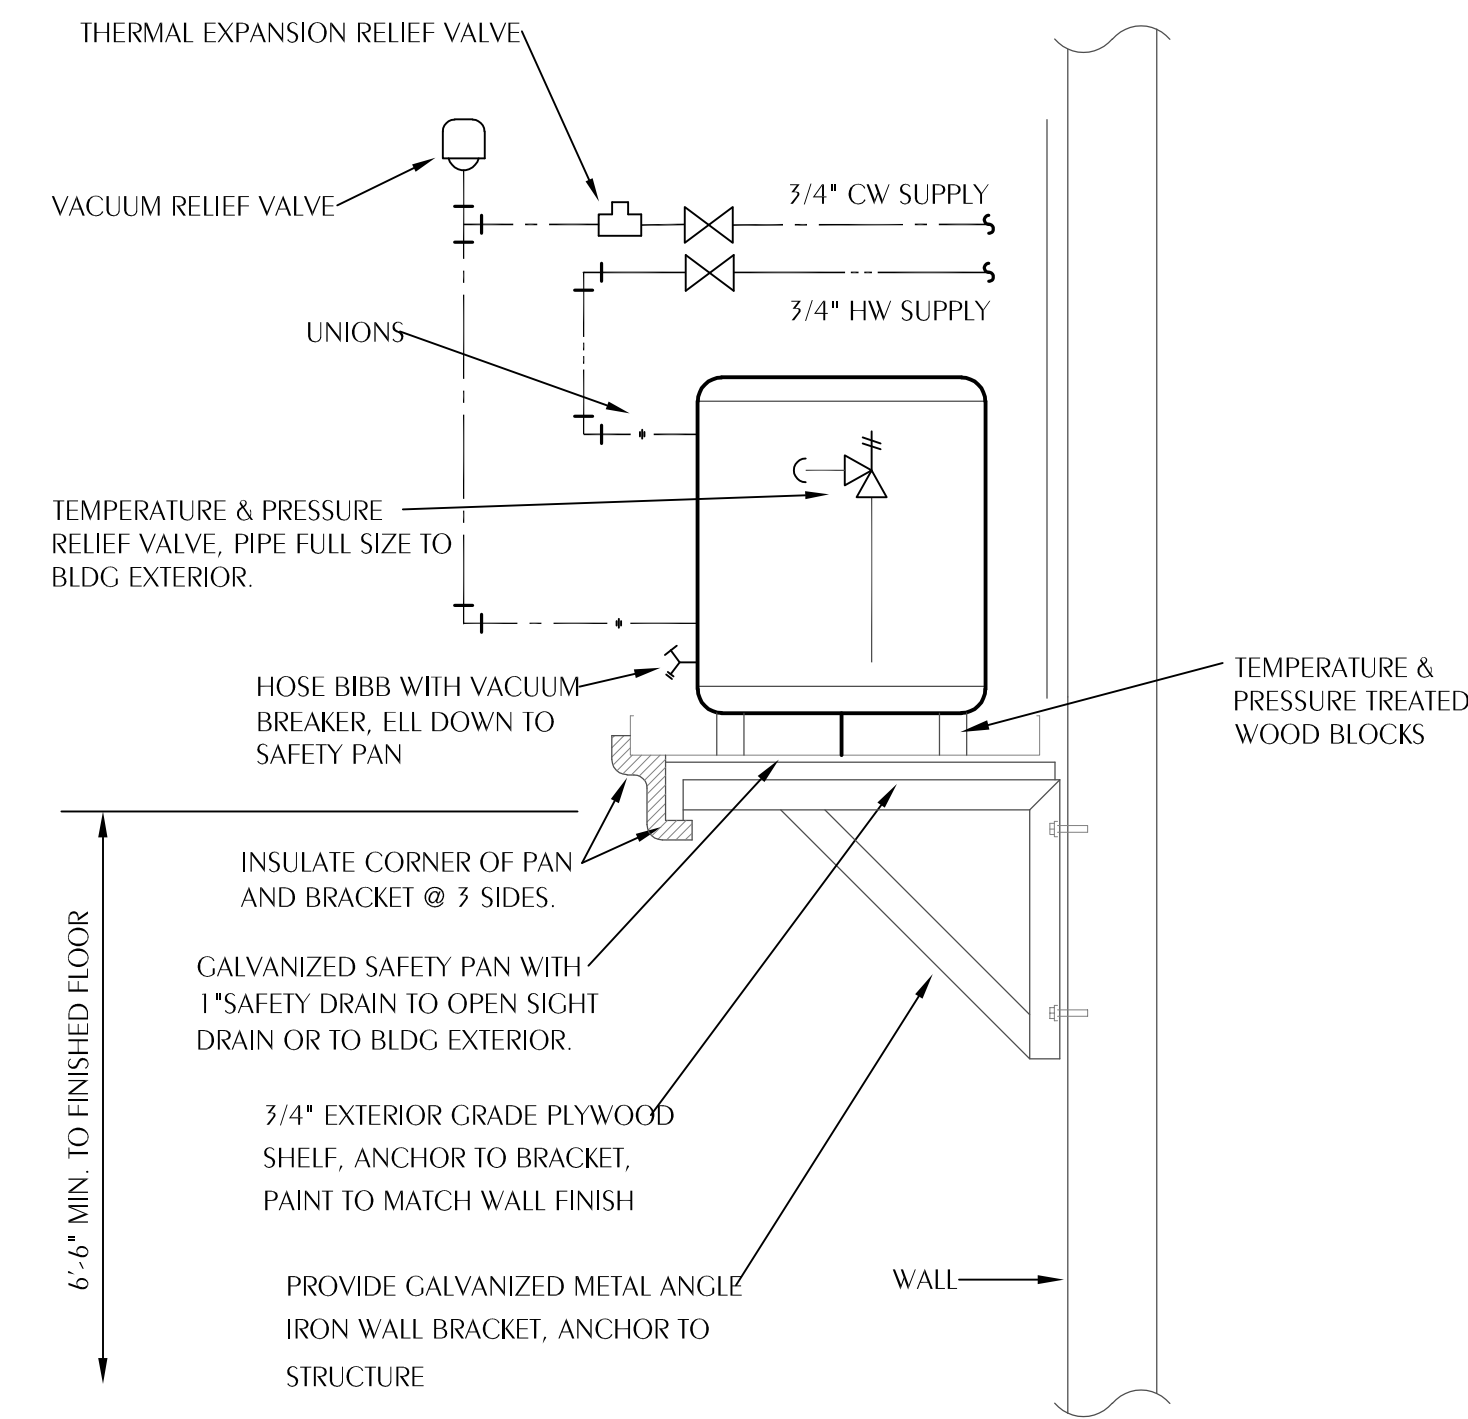 THERMAL EXPANSION RELIEF VALVE
3/4" CW SUPPLY
VACUUM RELIEF VALVE
3/4" HW SUPPLY
UNIONS
TEMPERATURE & PRESSURE
RELIEF VALVE, PIPE FULL SIZE TO
BLDG EXTERIOR.
HOSE BIBB WITH VACUUM
BREAKER, ELL DOWN TO
SAFETY PAN
TEMPERATURE &
PRESSURE TREATED
WOOD BLOCKS
INSULATE CORNER OF PAN
AND BRACKET @ 3 SIDES.
GALVANIZED SAFETY PAN WITH
1"SAFETY DRAIN TO OPEN SIGHT
DRAIN OR TO BLDG EXTERIOR.
6'-6" MIN. TO FINISHED FLOOR
3/4" EXTERIOR GRADE PLYWOOD
SHELF, ANCHOR TO BRACKET,
PAINT TO MATCH WALL FINISH
PROVIDE GALVANIZED METAL ANGLE
IRON WALL BRACKET, ANCHOR TO
STRUCTURE
WALL